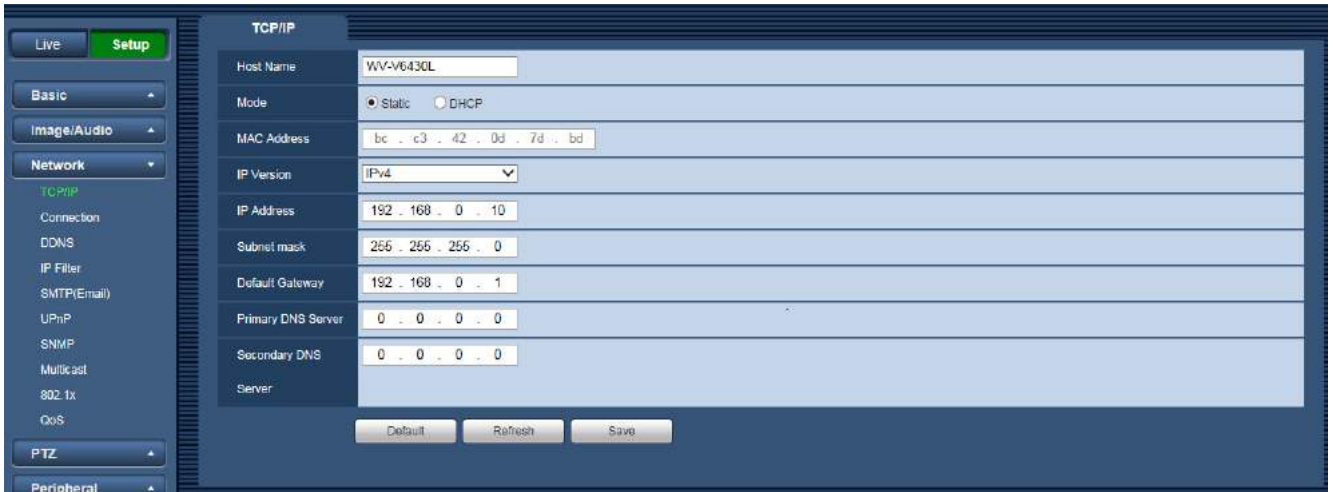 Live Setup
Basic
Image/Audio
Network
TCP/IP
Connection
DDNS
IP Filter
SMTP(Email)
UPnP
SNMP
Multicast
802.1x
QoS
PTZ
Peripheral
TCP/IP
Host Name WV-V6430L
Mode Static DHCP
MAC Address bc . c3 . 42 . 0d . 7d . bd
IP Version IPv4
IP Address 192 . 168 . 0 . 10
Subnet mask 255 . 255 . 255 . 0
Default Gateway 192 . 168 . 0 . 1
Primary DNS Server 0 . 0 . 0 . 0
Secondary DNS 0 . 0 . 0 . 0
Server
Default Refresh Save